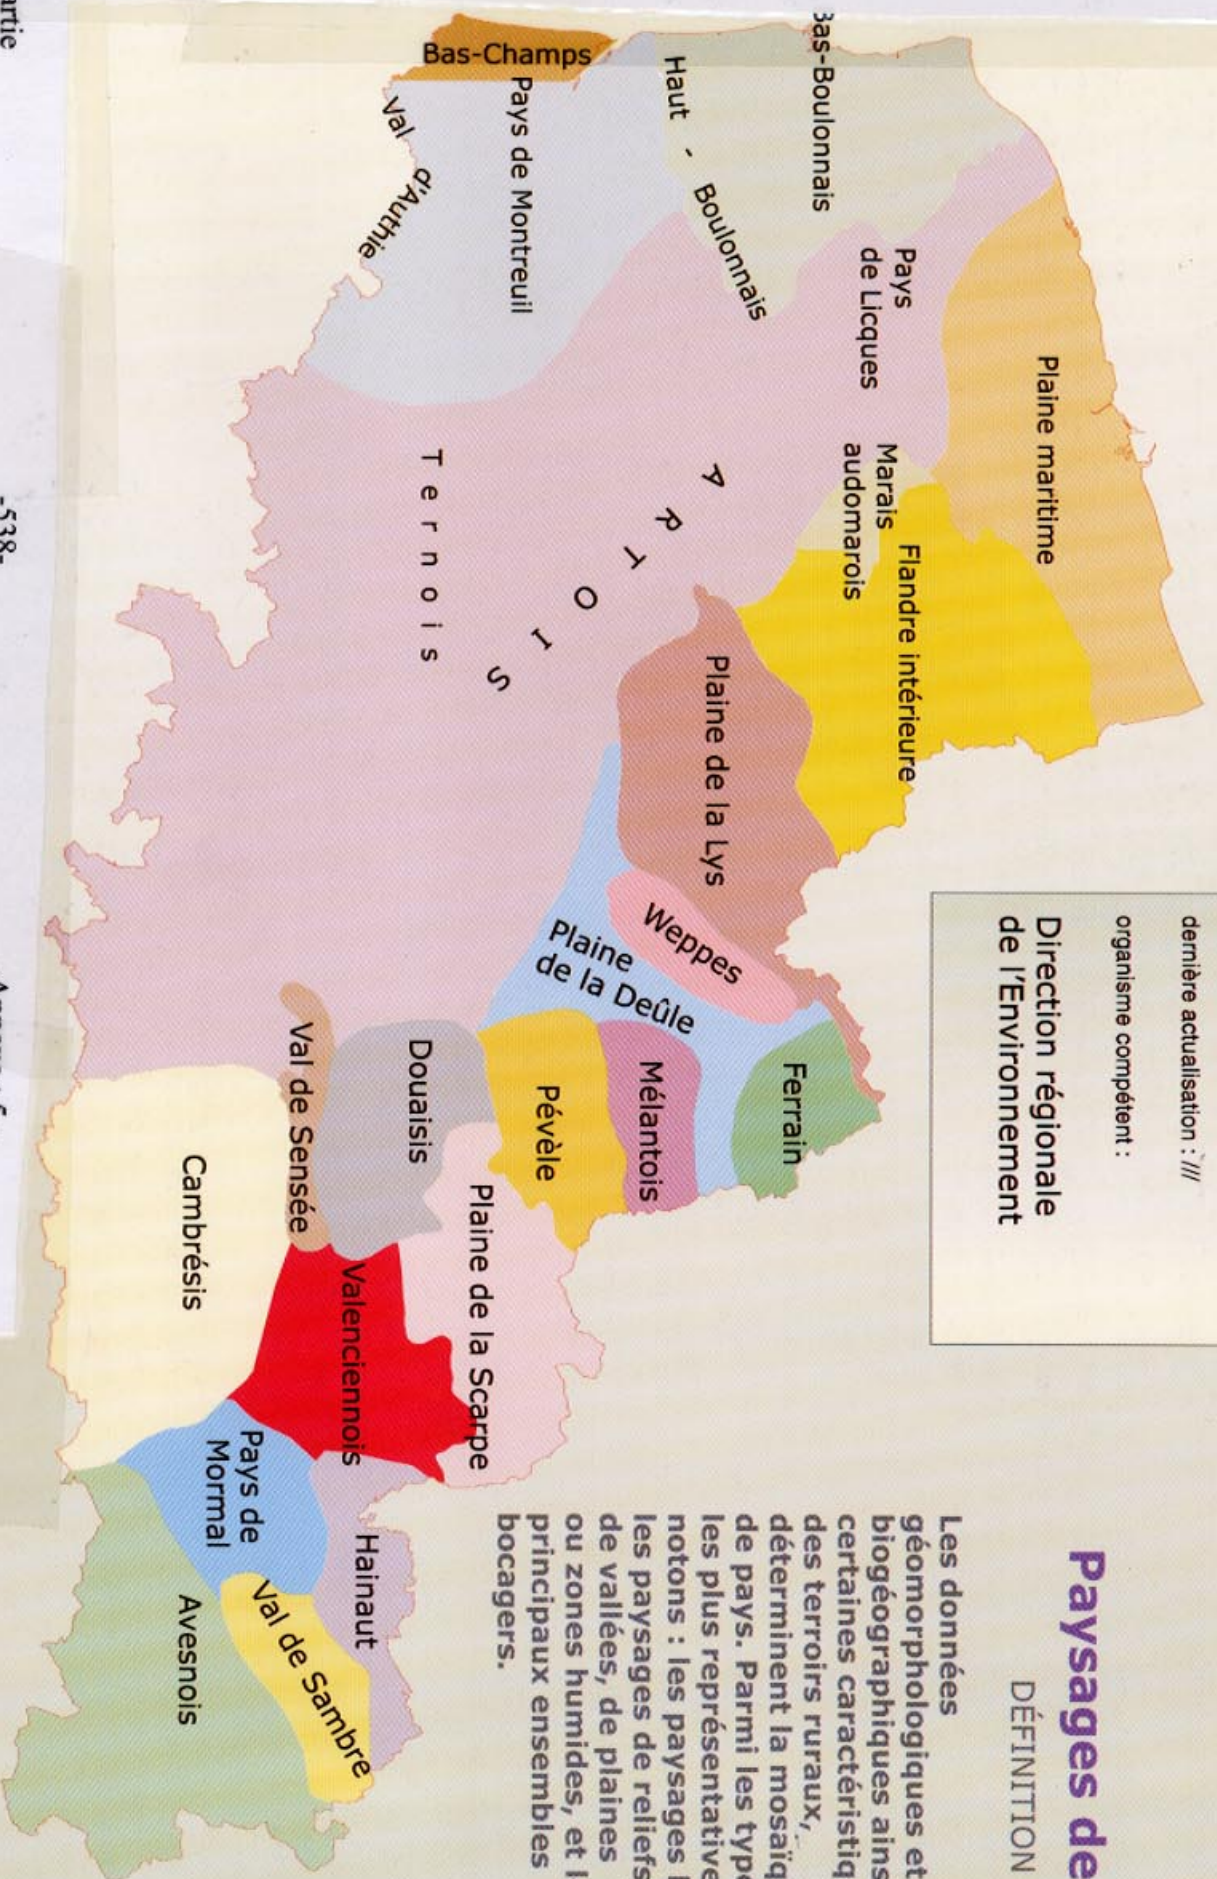 dernière actualisation : ///
organisme compétent :
Direction régionale
de l'Environnement
Paysages de
DÉFINITION
Les données
géomorphologiques et
biogéographiques ains
certaines caractéristiq
des terroirs ruraux,
déterminent la mosaïq
de pays. Parmi les typ
les plus représentative
notons : les paysages
les paysages de reliefs
de vallées, de plaines
ou zones humides, et l
principaux ensembles
bocagers.
Plaine maritime
Bas-Boulonnais
Pays
de Licques
Haut - Boulonnais
Marais
audomarois
Flandre intérieure
Bas-Champs
Pays de Montreuil
Val d'Authie
ARTOIS
Ternois
Plaine de la Lys
Weppes
Plaine
de la Deûle
Ferrain
Mélantois
Pévèle
Douaisis
Plaine de la Scarpe
Val de Sensée
Valenciennois
Cambrésis
Pays de
Mormal
Hainaut
Val de Sambre
Avesnois
artie
-538-